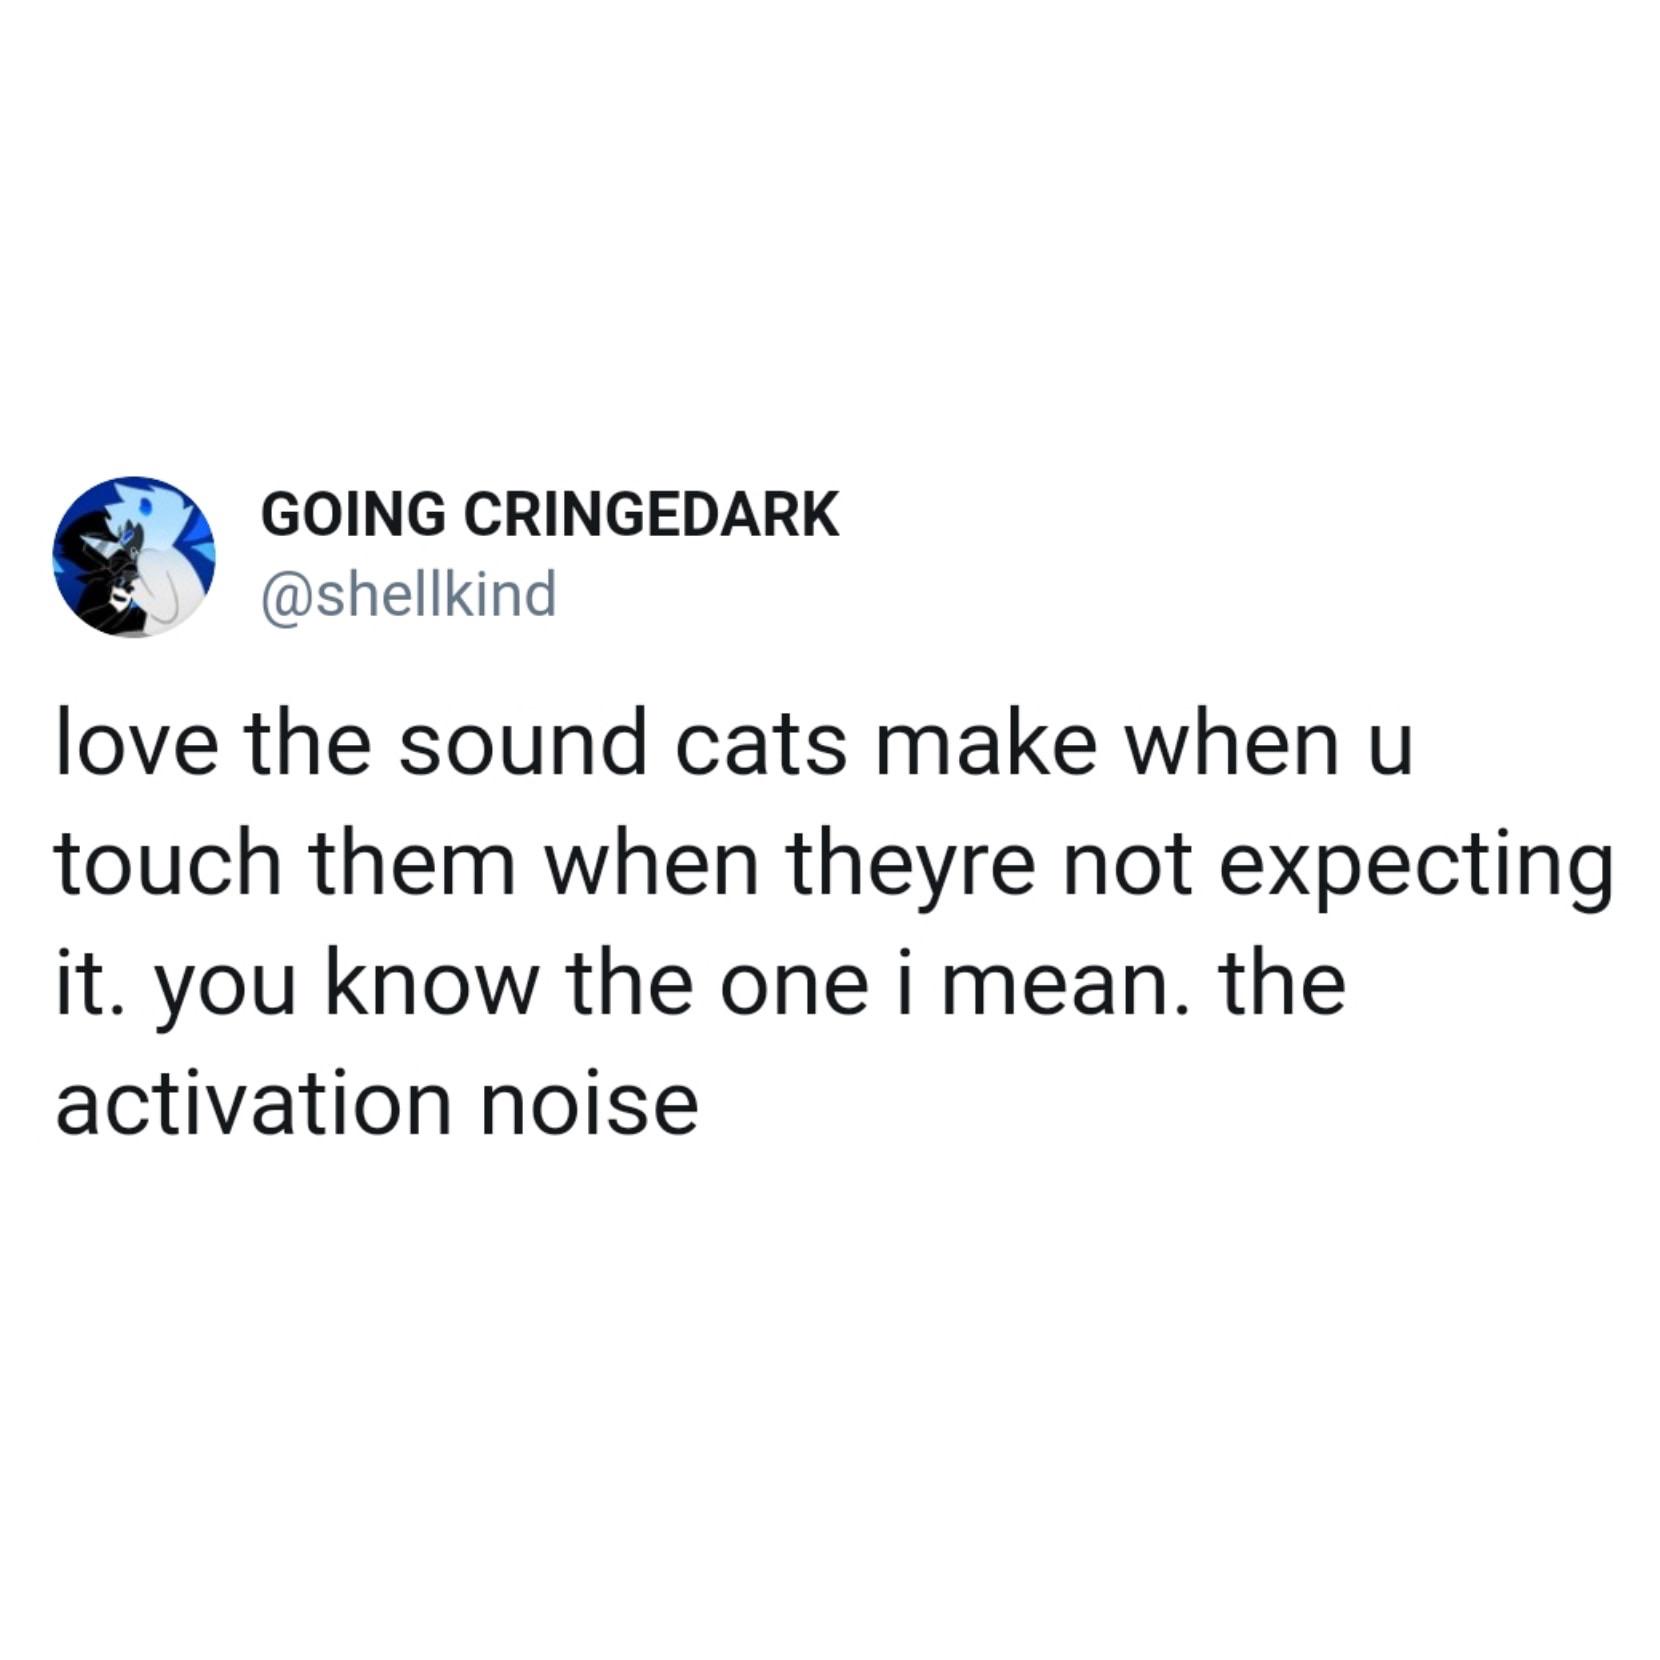 GOING CRINGEDARK
@shellkind
love the sound cats make when u
touch them when theyre not expecting
it. you know the one i mean. the
activation noise